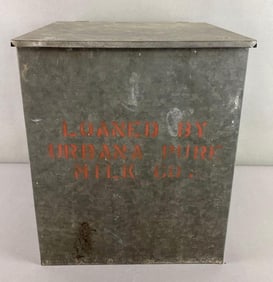 LOANED BY
URBANA PURE
MILK CO.